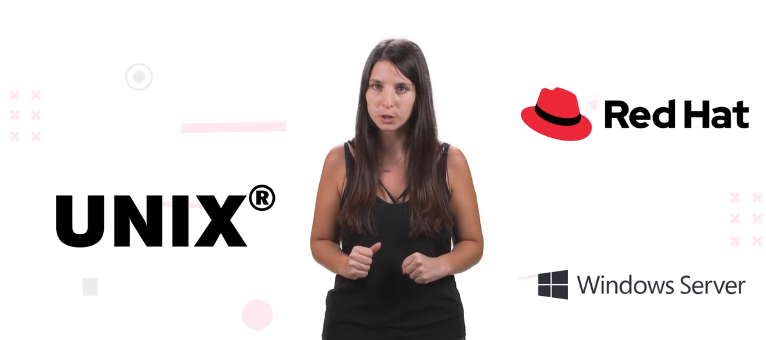 Red Hat
UNIX®
Windows Server